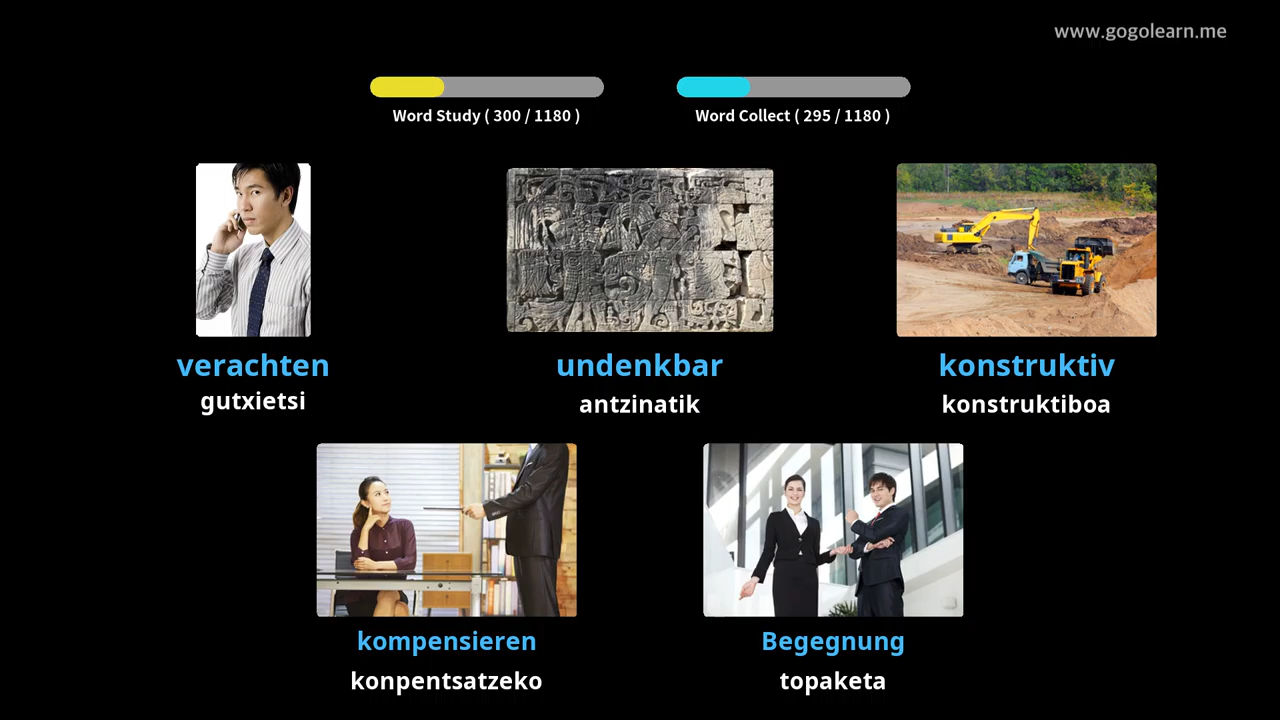 www.gogolearn.me
Word Study ( 300 / 1180 )
Word Collect ( 295 / 1180 )
verachten
gutxietsi
undenkbar
antzinatik
konstruktiv
konstruktiboa
kompensieren
konpentsatzeko
Begegnung
topaketa